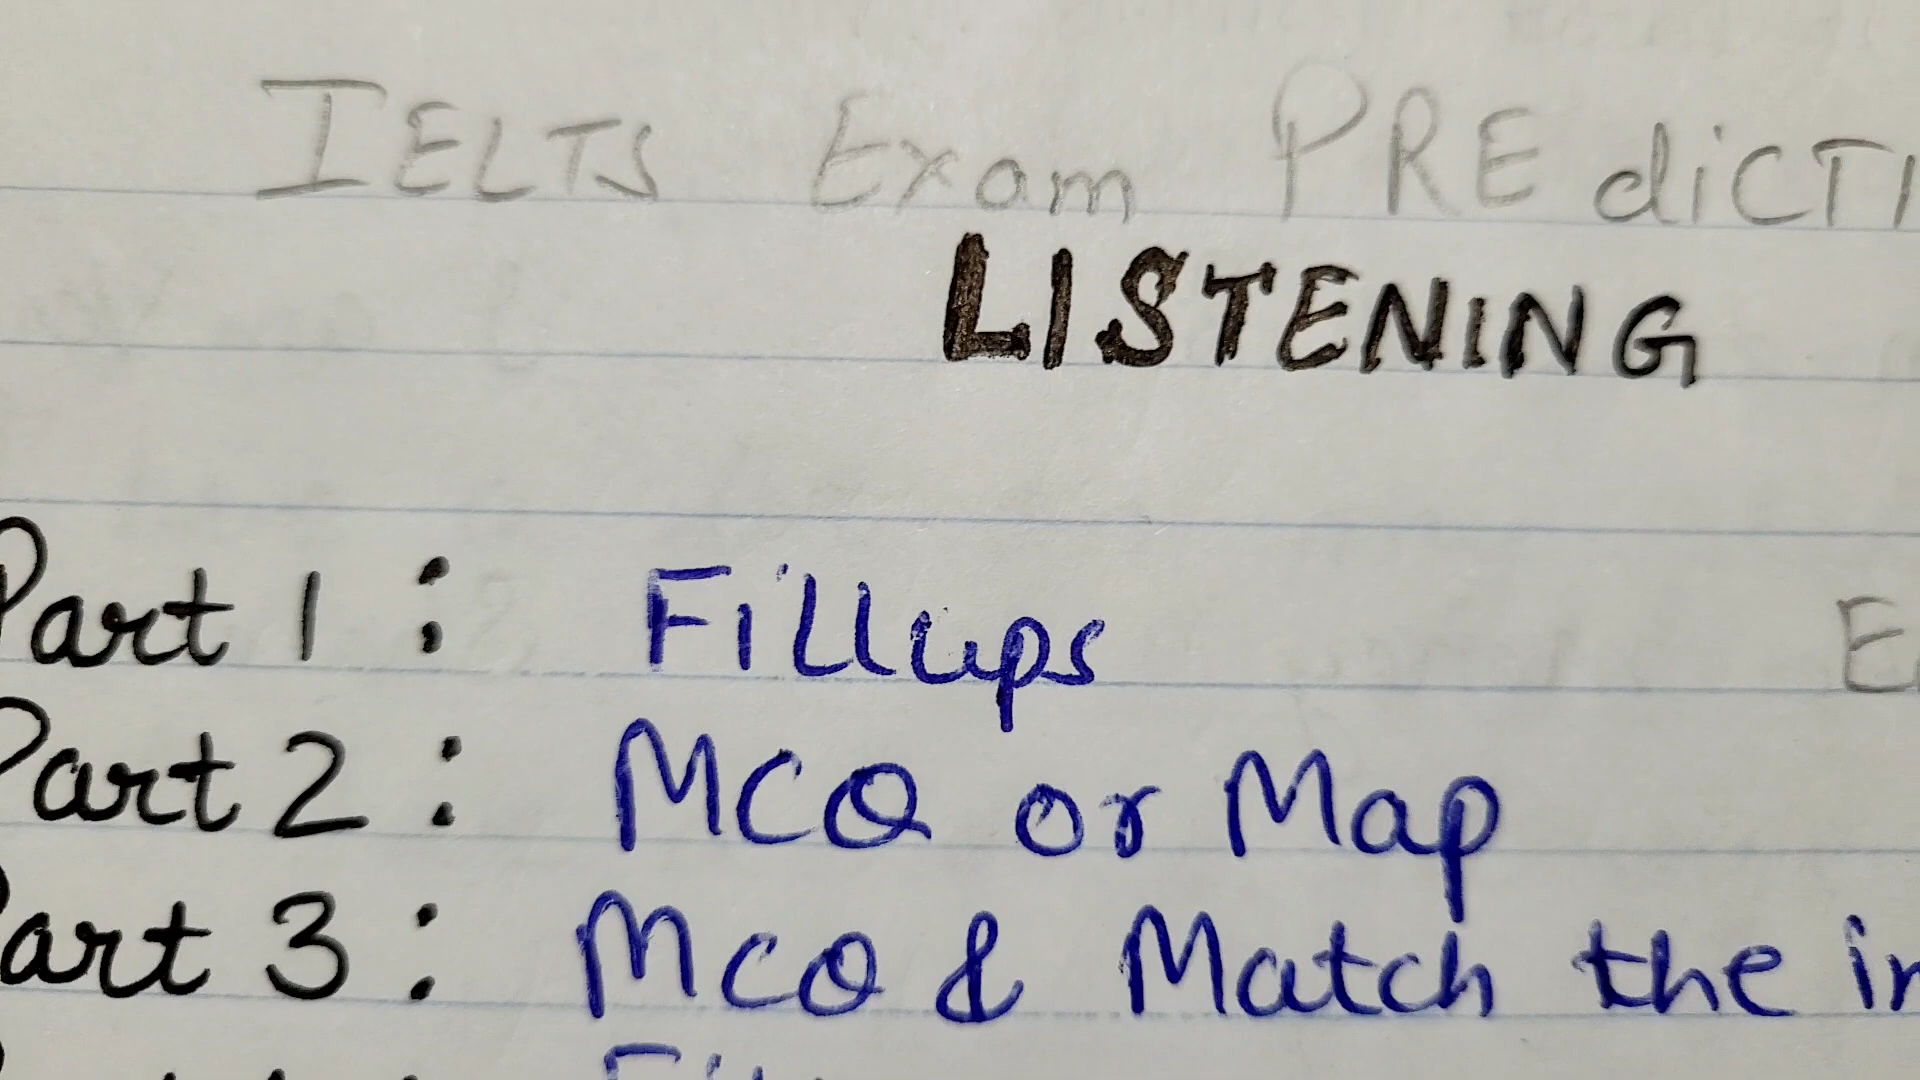 IELTS Exam PREdiCTI
LISTENING
Part 1 : Fillups E
Part 2 : MCQ or Map
Part 3 : MCQ & Match the in